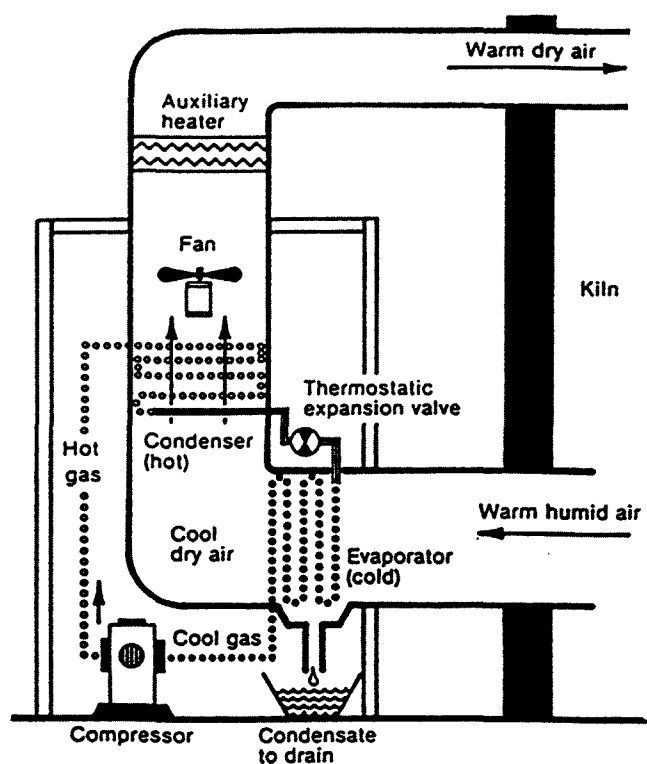 Warm dry air
Auxiliary
heater
Fan
Kiln
Thermostatic
expansion valve
Hot
gas
Condenser
(hot)
Warm humid air
Cool
dry air
Evaporator
(cold)
Cool gas
Compressor
Condensate
to drain